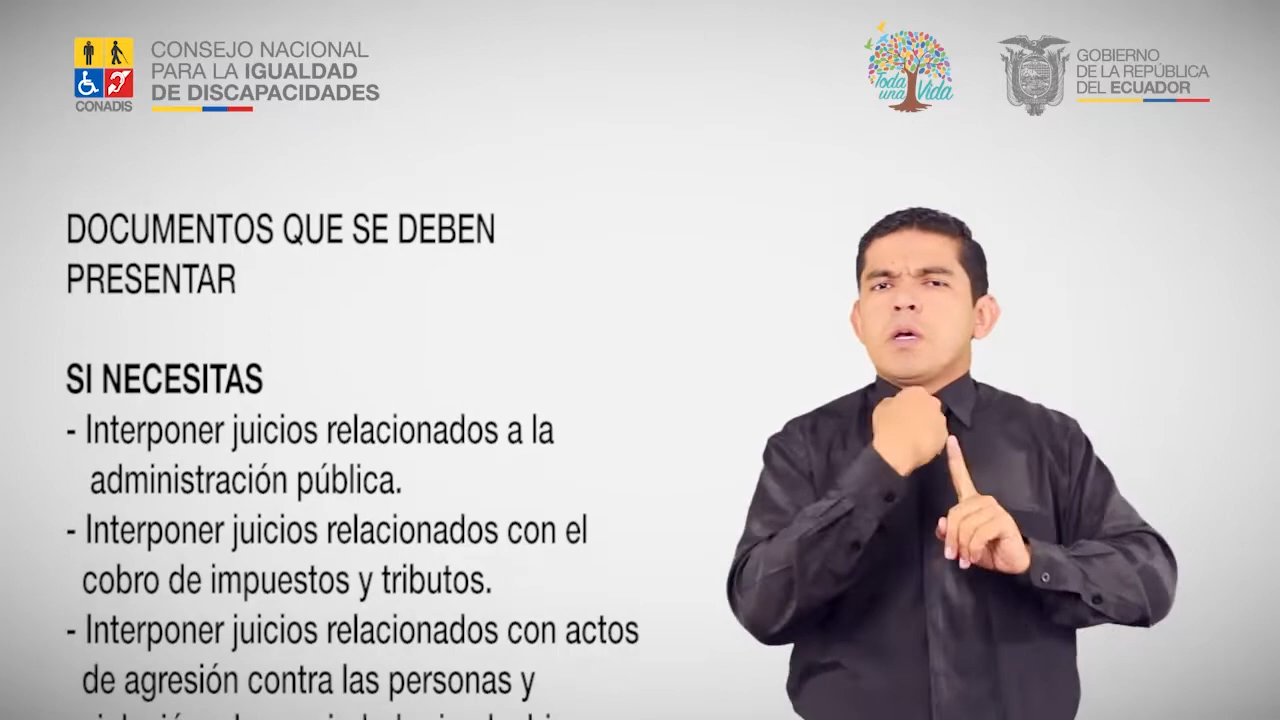 CONADIS
CONSEJO NACIONAL
PARA LA IGUALDAD
DE DISCAPACIDADES
Toda
una Vida
GOBIERNO
DE LA REPÚBLICA
DEL ECUADOR
DOCUMENTOS QUE SE DEBEN
PRESENTAR
SI NECESITAS
- Interponer juicios relacionados a la
administración pública.
- Interponer juicios relacionados con el
cobro de impuestos y tributos.
- Interponer juicios relacionados con actos
de agresión contra las personas y